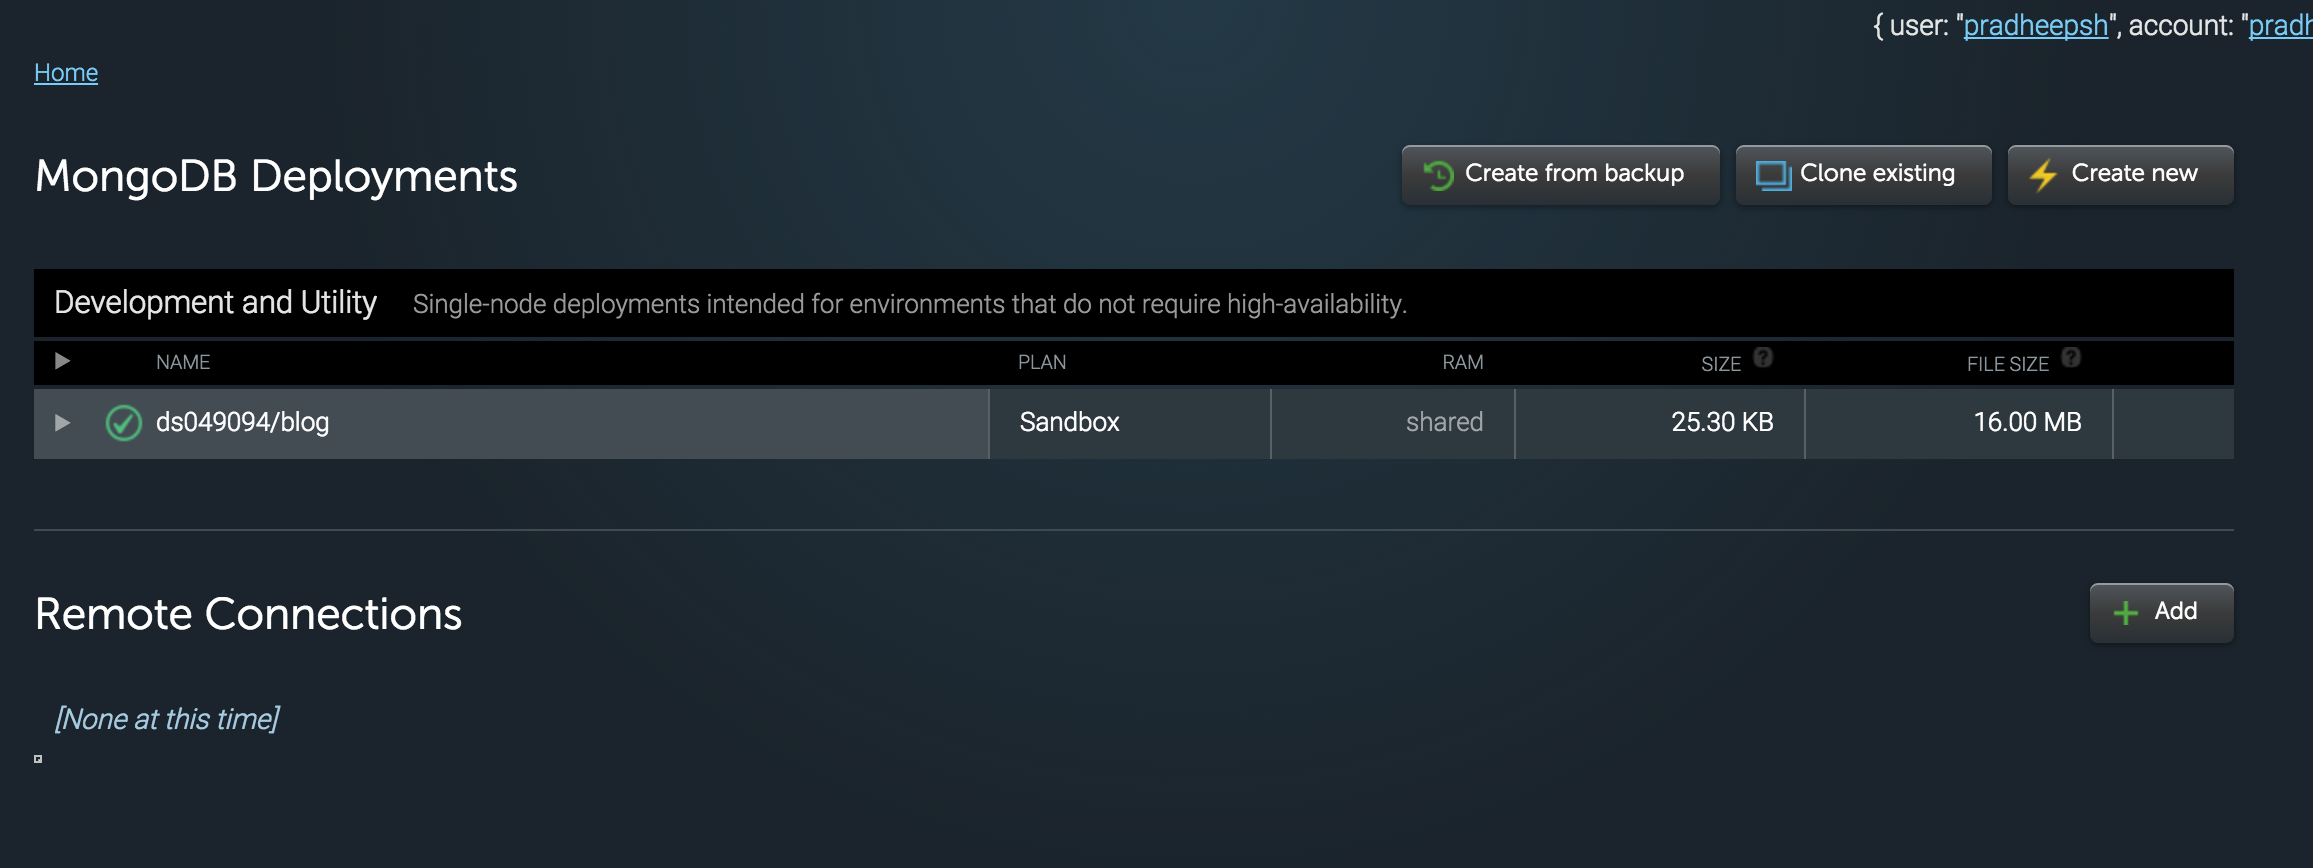 { user: "pradheepsh", account: "pradh
Home
MongoDB Deployments
Create from backup
Clone existing
Create new
Development and Utility Single-node deployments intended for environments that do not require high-availability.
NAME PLAN RAM SIZE ? FILE SIZE ?
ds049094/blog Sandbox shared 25.30 KB 16.00 MB
Remote Connections
Add
[None at this time]